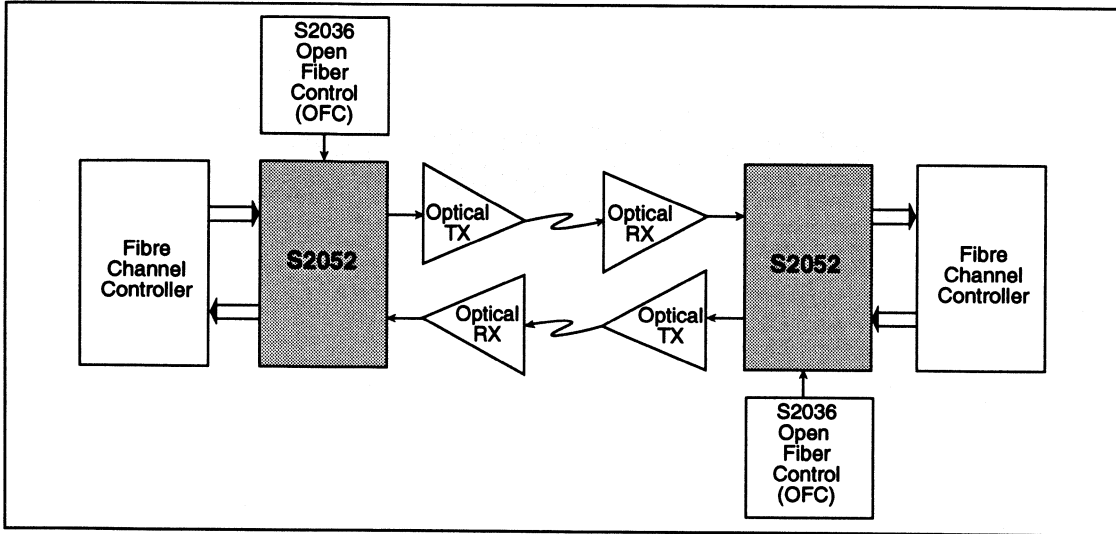 S2036
Open
Fiber
Control
(OFC)
Fibre
Channel
Controller
S2052
Optical
TX
Optical
RX
S2052
Fibre
Channel
Controller
Optical
RX
Optical
TX
S2036
Open
Fiber
Control
(OFC)